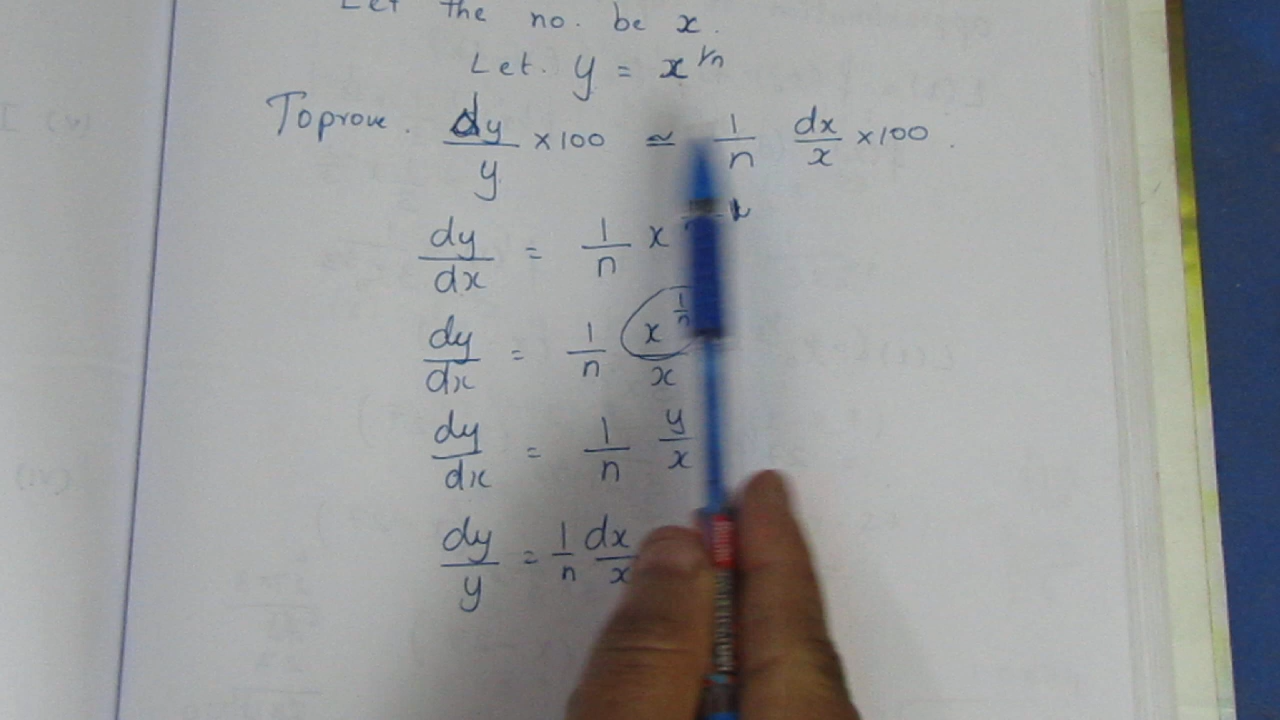 Let the no. be x.
Let. y = x^1/n
To prove. dy/y × 100 ≃ 1/n dx/x × 100.
dy/dx = 1/n x
dy/dx = 1/n x^1/n / x
dy/dx = 1/n y/x
dy/y = 1/n dx/x